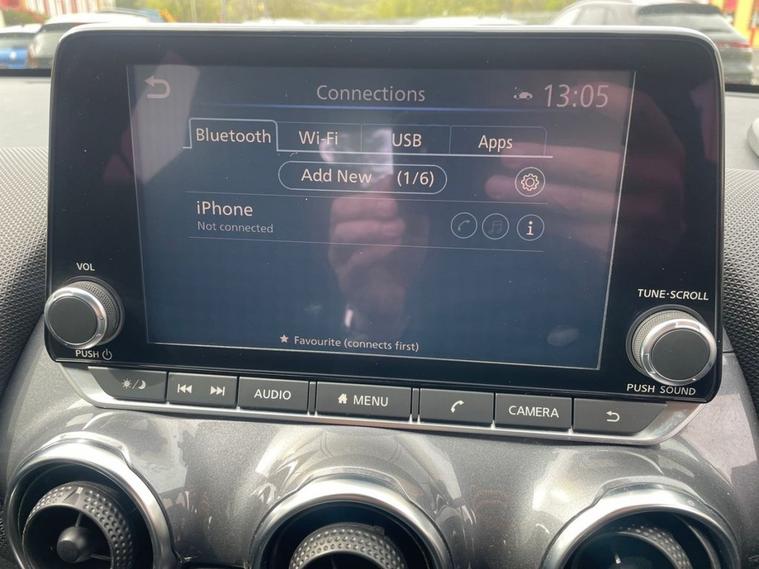 Connections 13:05
Bluetooth Wi-Fi USB Apps
Add New (1/6)
iPhone
Not connected
i
VOL
TUNE·SCROLL
★ Favourite (connects first)
PUSH
PUSH SOUND
AUDIO MENU CAMERA